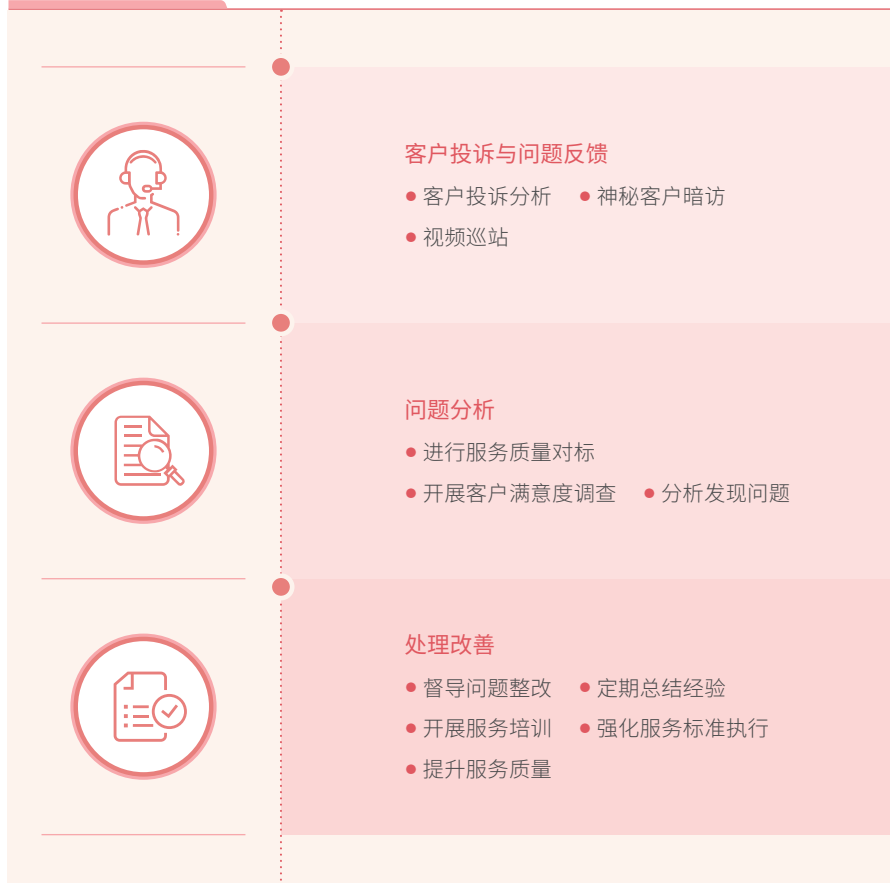 客户投诉与问题反馈
● 客户投诉分析 ● 神秘客户暗访
● 视频巡站
问题分析
● 进行服务质量对标
● 开展客户满意度调查 ● 分析发现问题
处理改善
● 督导问题整改 ● 定期总结经验
● 开展服务培训 ● 强化服务标准执行
● 提升服务质量